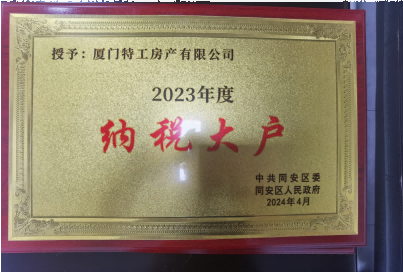 授予：厦门特工房产有限公司
2023年度
纳税大户
中共同安区委
同安区人民政府
2024年4月